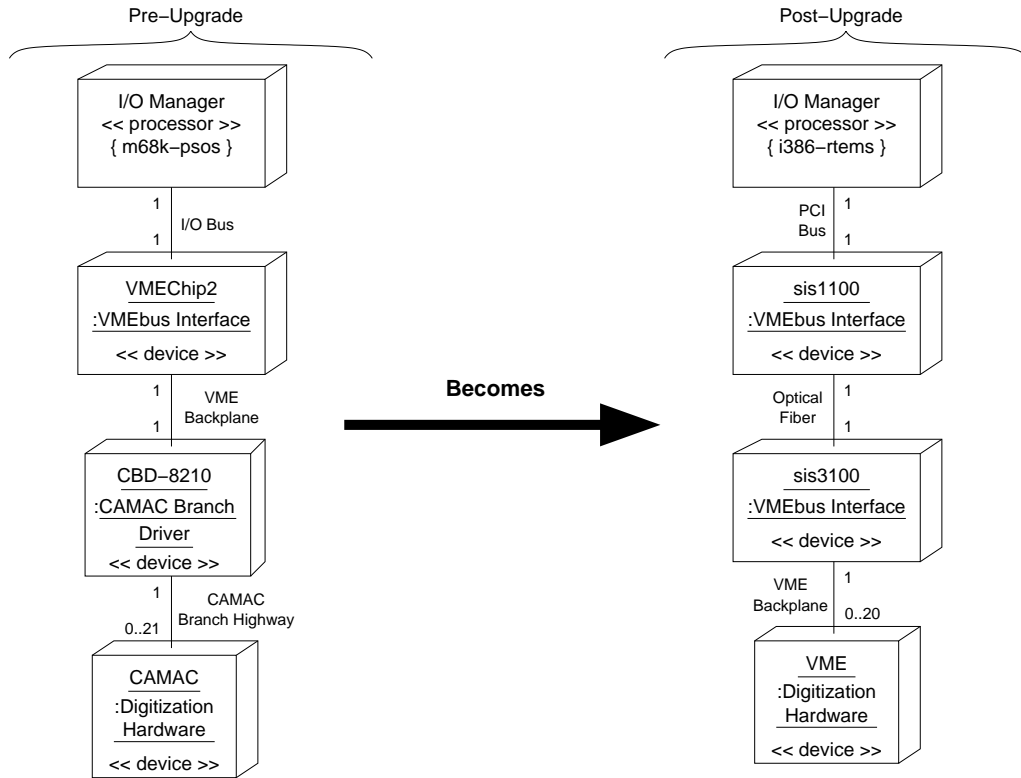 Pre−Upgrade
I/O Manager
<< processor >>
{ m68k−psos }
1
I/O Bus
1
VMEChip2
:VMEbus Interface
<< device >>
1
VME
Backplane
1
CBD−8210
:CAMAC Branch
Driver
<< device >>
1
CAMAC
Branch Highway
0..21
CAMAC
:Digitization
Hardware
<< device >>
Becomes
Post−Upgrade
I/O Manager
<< processor >>
{ i386−rtems }
1
PCI
Bus
1
sis1100
:VMEbus Interface
<< device >>
1
Optical
Fiber
1
sis3100
:VMEbus Interface
<< device >>
1
VME
Backplane
0..20
VME
:Digitization
Hardware
<< device >>